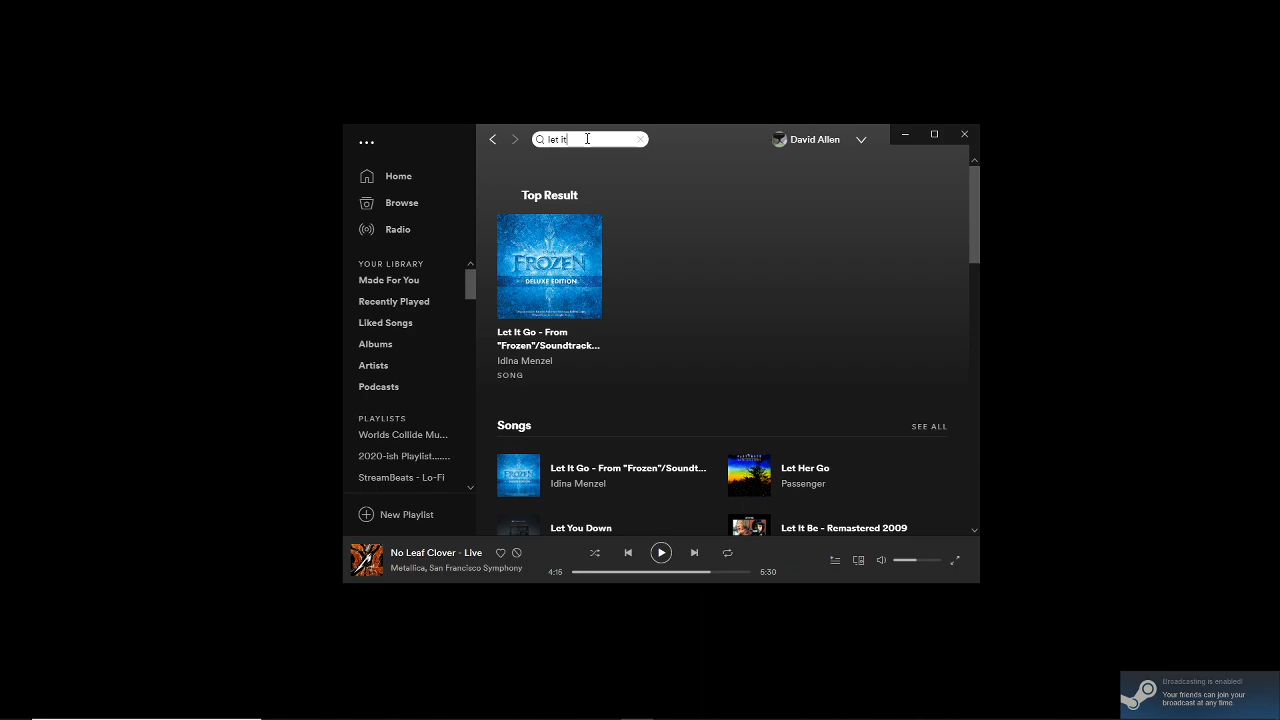 let it
David Allen
Home
Browse
Radio
YOUR LIBRARY
Made For You
Recently Played
Liked Songs
Albums
Artists
Podcasts
PLAYLISTS
Worlds Collide Mu...
2020-ish Playlist.......
StreamBeats - Lo-Fi
New Playlist
Top Result
FROZEN
DELUXE EDITION
Let It Go - From
"Frozen"/Soundtrack...
Idina Menzel
SONG
Songs
SEE ALL
Let It Go - From "Frozen"/Soundt...
Idina Menzel
Let Her Go
Passenger
Let You Down
Let It Be - Remastered 2009
No Leaf Clover - Live
Metallica, San Francisco Symphony
4:15
5:30
Broadcasting is enabled!
Your friends can join your
broadcast at any time.